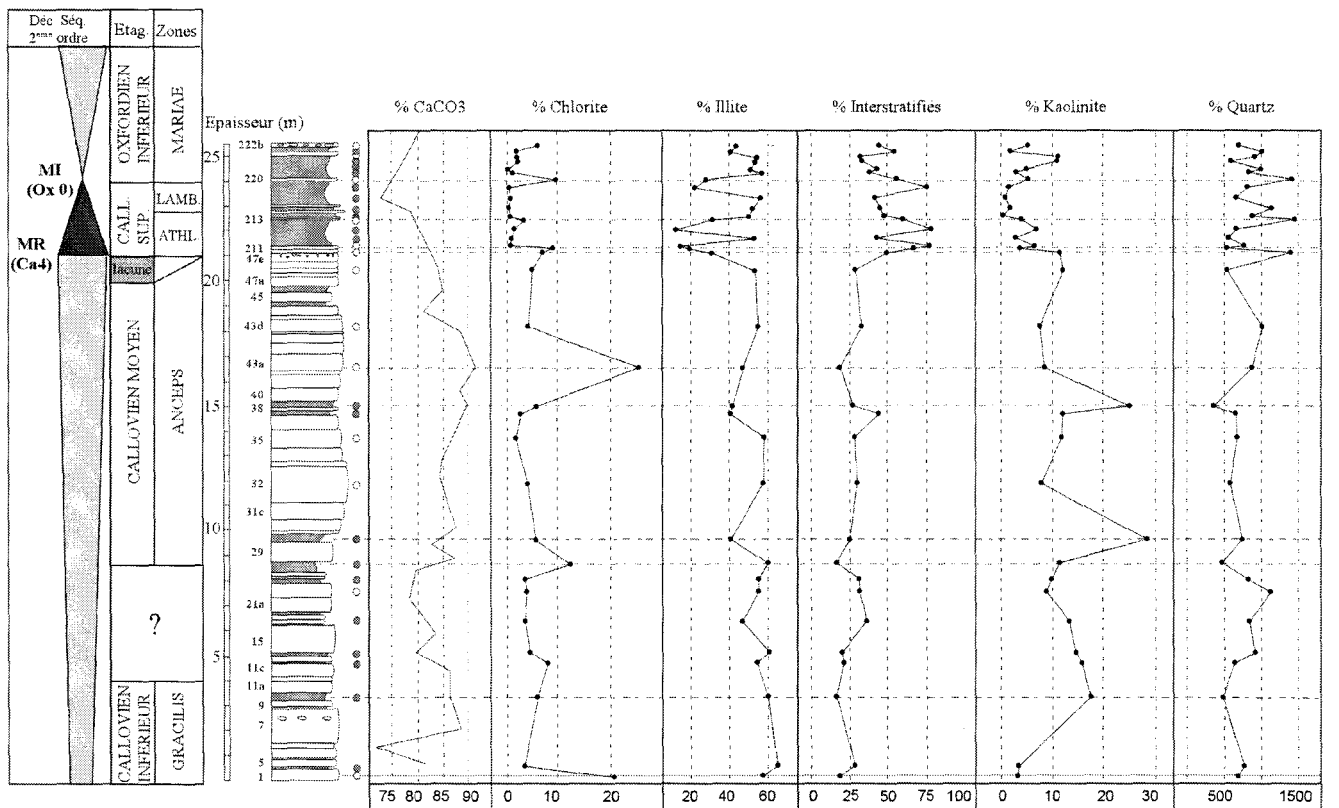 Déc Séq. Etag. Zones
2ème ordre
OXFORDIEN
INFERIEUR
MARIAE
% CaCO3 % Chlorite % Illite % Interstratifiés % Kaolinite % Quartz
Epaisseur (m)
MI
(Ox 0)
CALL.
SUP.
LAMB.
ATHL.
MR
(Ca4)
lacune
CALLOVIEN MOYEN
ANCEPS
?
CALLOVIEN
INFERIEUR
GRACILIS
25
20
15
10
5
222b
220
213
211
47c
47a
45
43d
43a
40
38
35
32
31c
29
21a
15
11c
11a
9
7
5
1
75 80 85 90 0 10 20 20 40 60 0 25 50 75 100 0 10 20 30 500 1000 1500